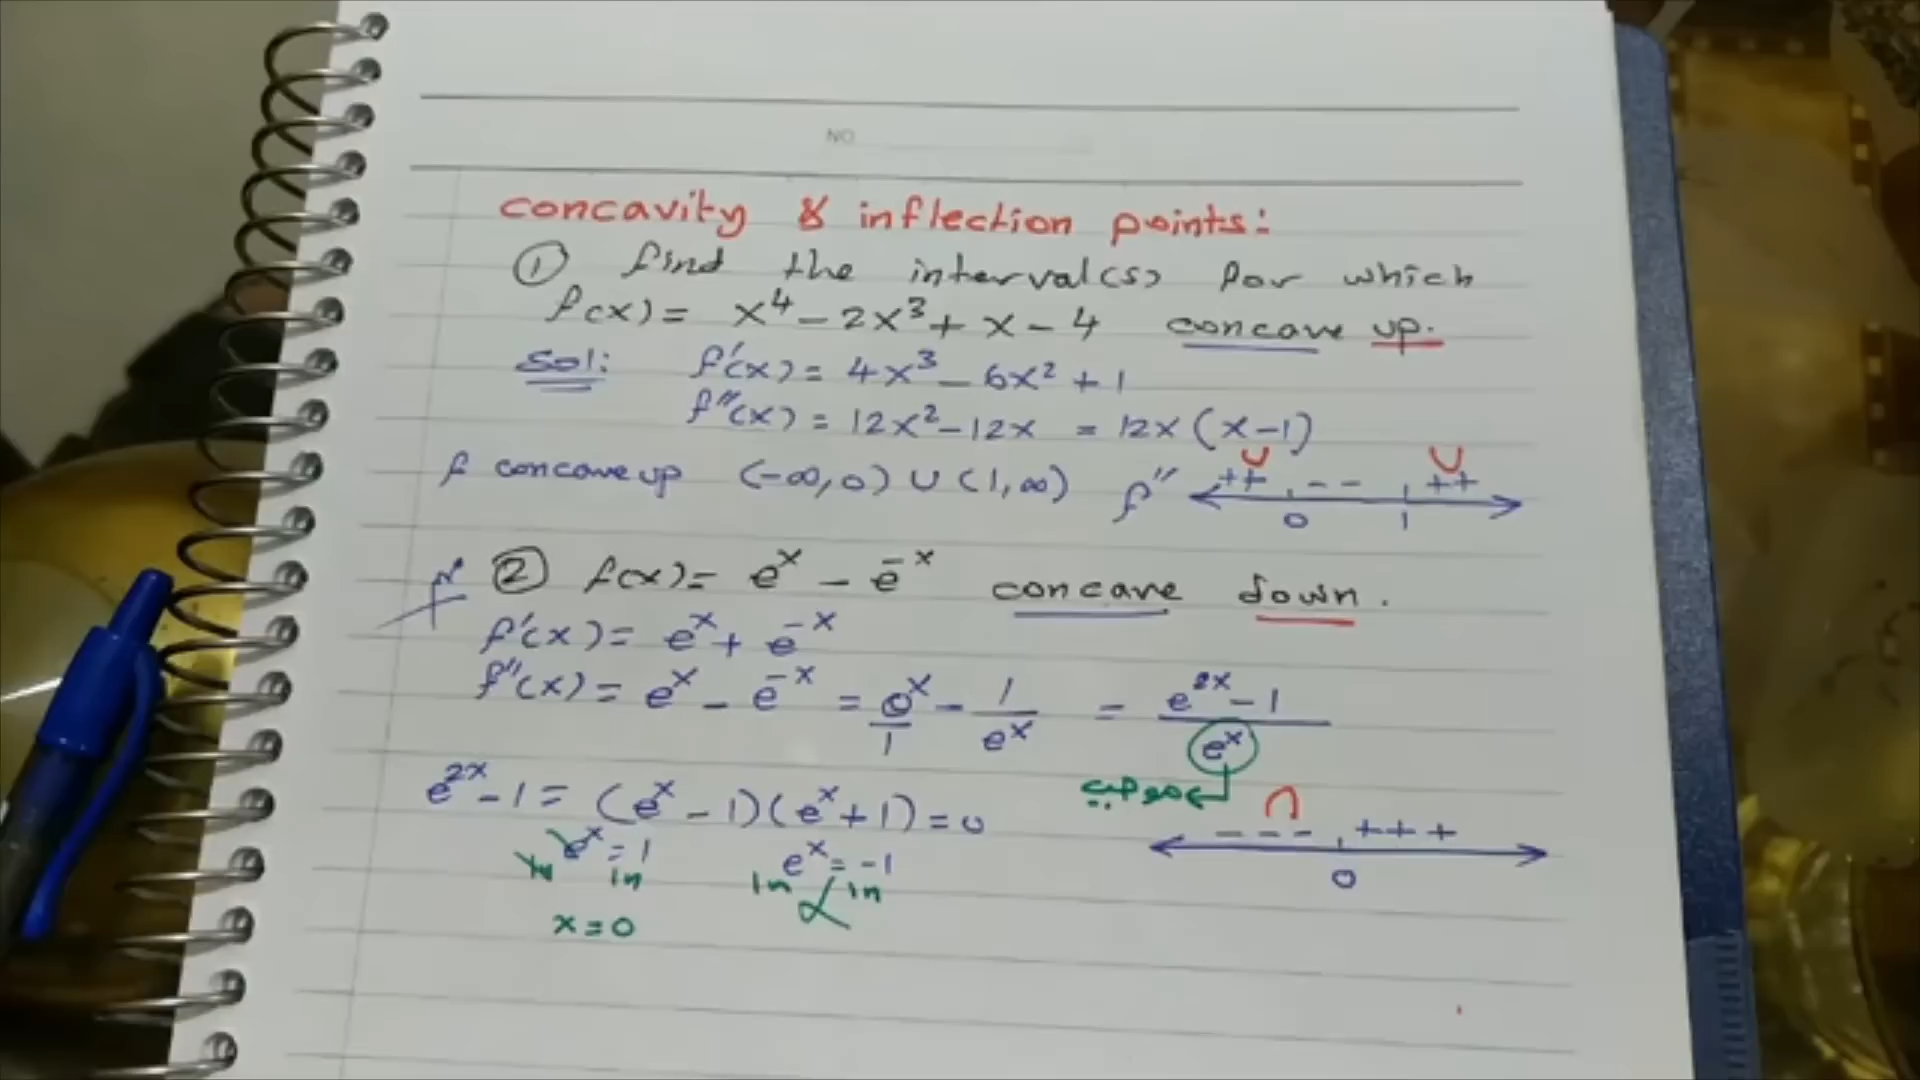 NO
concavity & inflection points:
① find the interval(s) for which
f(x) = x⁴ - 2x³ + x - 4 concave up.
Sol: f'(x) = 4x³ - 6x² + 1
f''(x) = 12x² - 12x = 12x (x-1)
f concave up (-∞,0) ∪ (1,∞) f'' ++ - - ++
0 1
② f(x) = eˣ - e⁻ˣ concave down.
f'(x) = eˣ + e⁻ˣ
f''(x) = eˣ - e⁻ˣ = eˣ/1 - 1/eˣ = (e²ˣ - 1)/eˣ
موجب
e²ˣ - 1 = (eˣ - 1)(eˣ + 1) = 0
- - - + + +
0
eˣ = 1 eˣ = -1
ln ln ln ln
x = 0